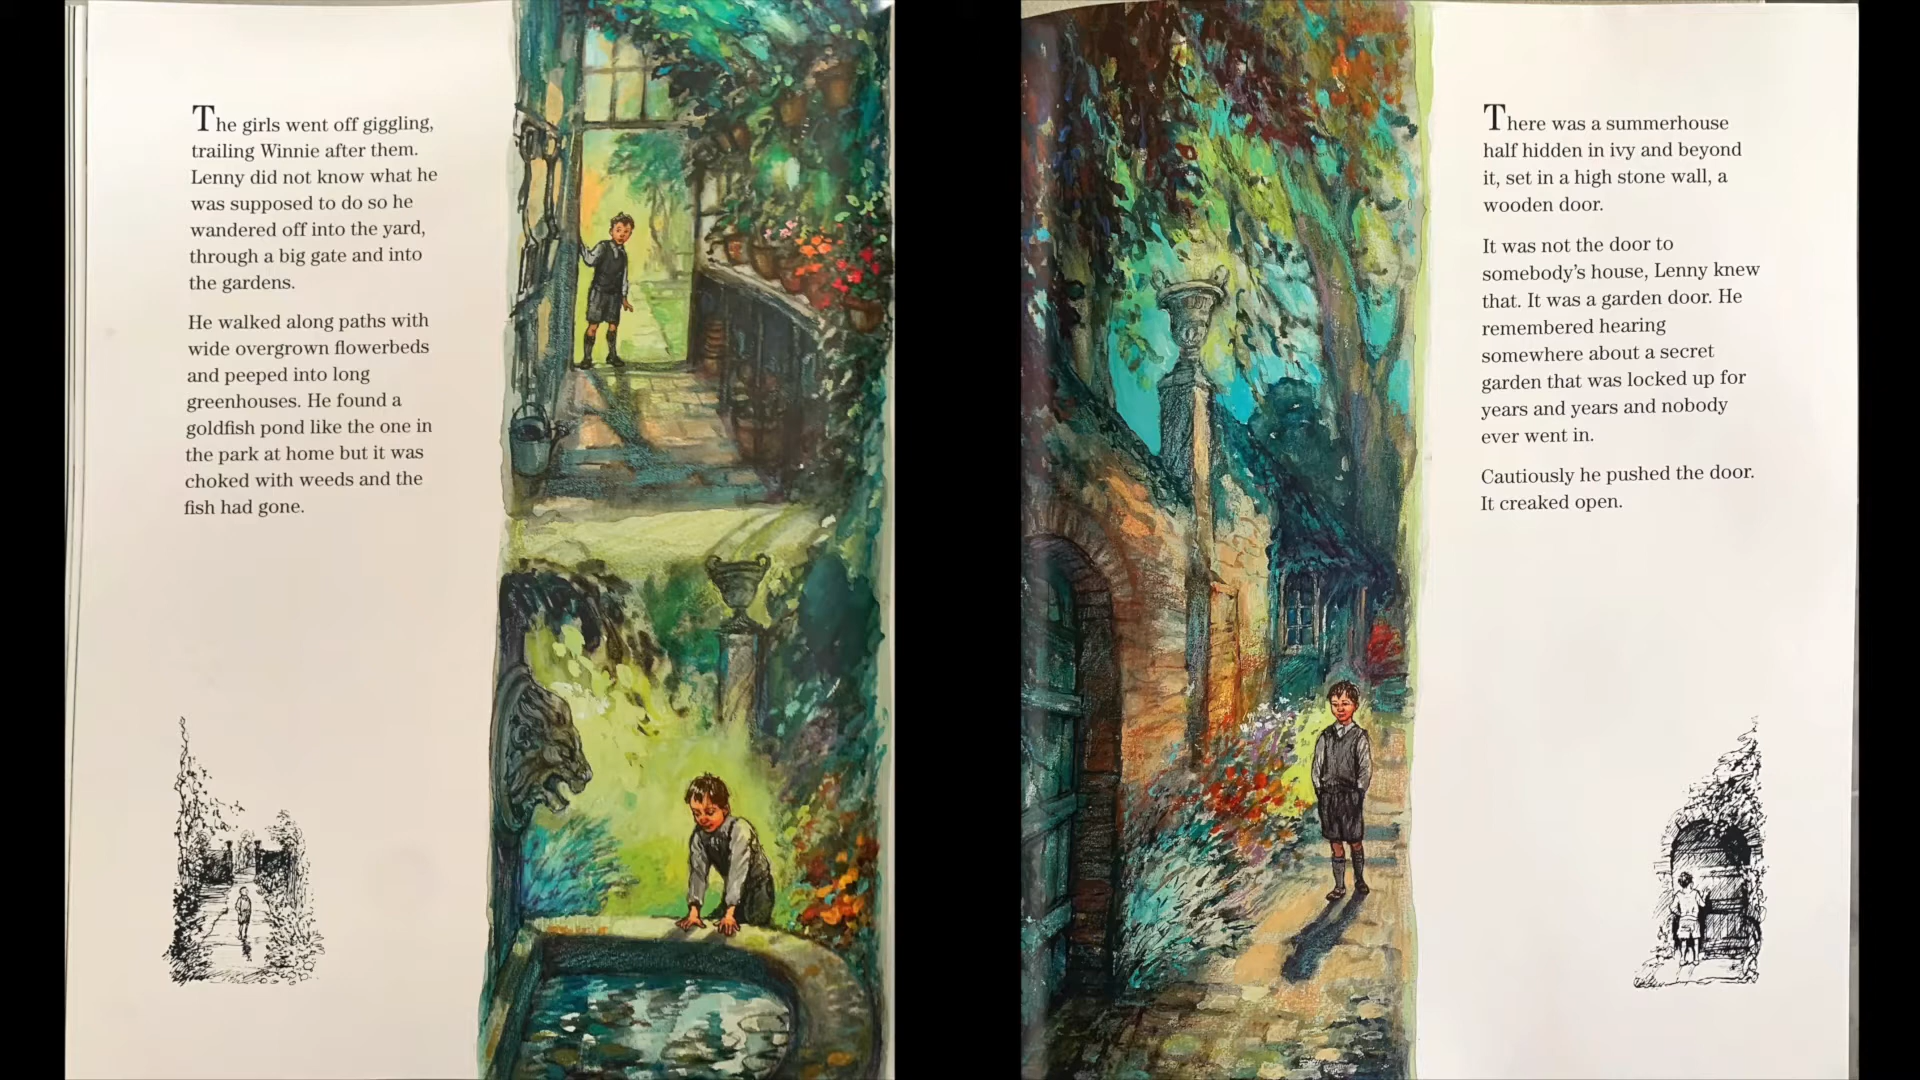 The girls went off giggling,
trailing Winnie after them.
Lenny did not know what he
was supposed to do so he
wandered off into the yard,
through a big gate and into
the gardens.
He walked along paths with
wide overgrown flowerbeds
and peeped into long
greenhouses. He found a
goldfish pond like the one in
the park at home but it was
choked with weeds and the
fish had gone.
There was a summerhouse
half hidden in ivy and beyond
it, set in a high stone wall, a
wooden door.
It was not the door to
somebody's house, Lenny knew
that. It was a garden door. He
remembered hearing
somewhere about a secret
garden that was locked up for
years and years and nobody
ever went in.
Cautiously he pushed the door.
It creaked open.